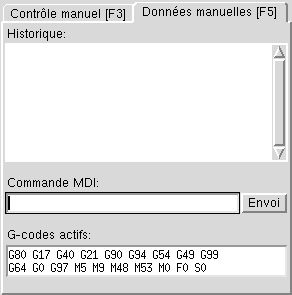 Contrôle manuel [F3] Données manuelles [F5]
Historique:
Commande MDI:
Envoi
G-codes actifs:
G80 G17 G40 G21 G90 G94 G54 G49 G99
G64 G0 G97 M5 M9 M48 M53 M0 F0 S0